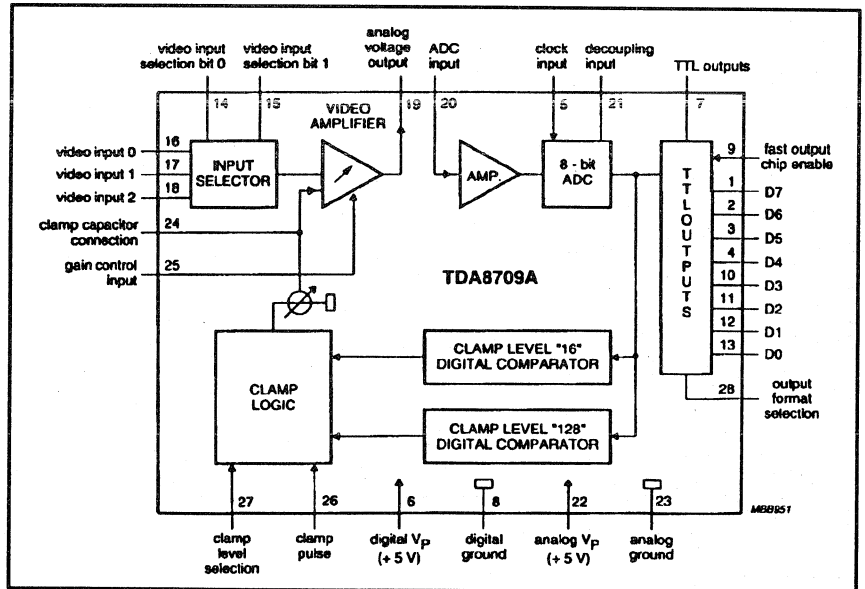 analog
voltage
output
video input
selection bit 0
video input
selection bit 1
ADC
input
clock
input
decoupling
input
TTL outputs
14
15
19
20
5
21
7
VIDEO
AMPLIFIER
video input 0
16
video input 1
17
video input 2
18
INPUT
SELECTOR
AMP.
8 - bit
ADC
TTL OUTPUTS
9
fast output
chip enable
1
D7
2
D6
3
D5
4
D4
10
D3
11
D2
12
D1
13
D0
clamp capacitor
connection
24
gain control
input
25
TDA8709A
CLAMP
LOGIC
CLAMP LEVEL "16"
DIGITAL COMPARATOR
CLAMP LEVEL "128"
DIGITAL COMPARATOR
28
output
format
selection
27
26
6
8
22
23
MBB951
clamp
level
selection
clamp
pulse
digital VP
(+ 5 V)
digital
ground
analog VP
(+ 5 V)
analog
ground